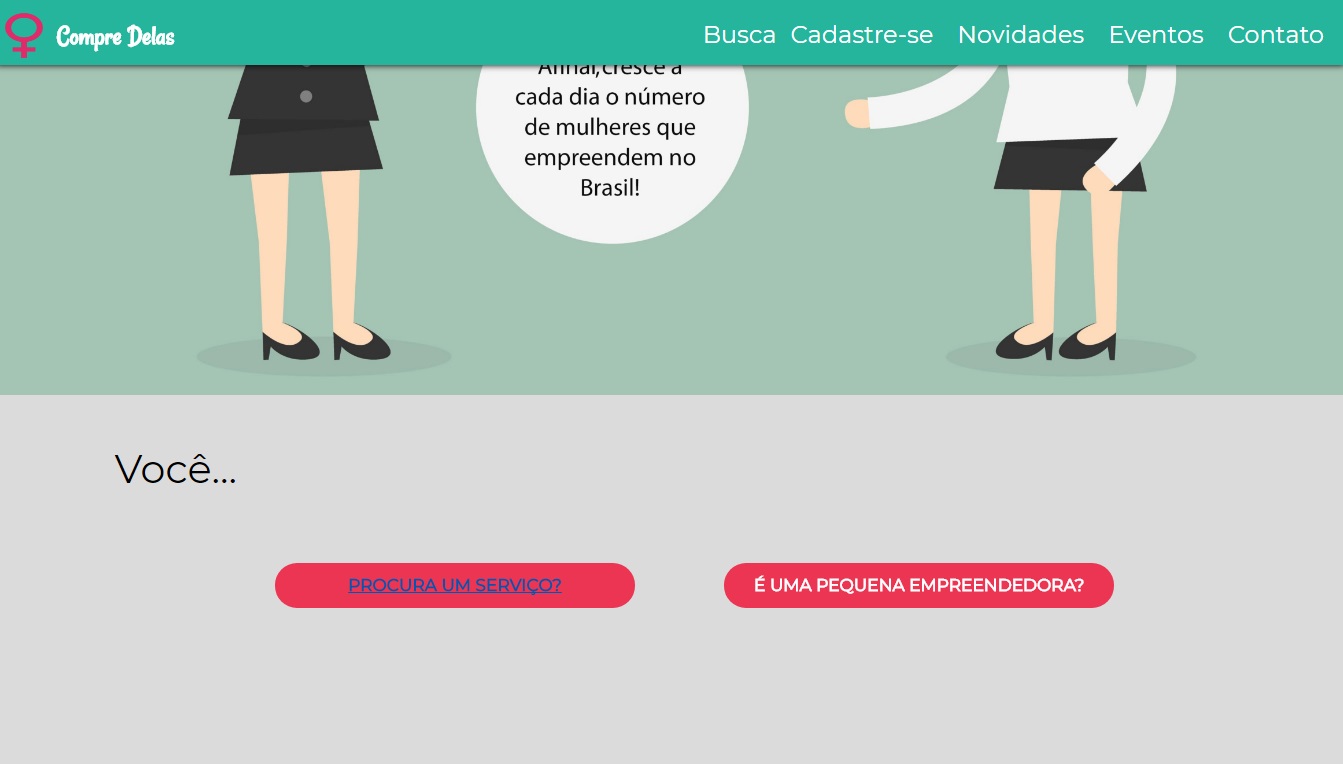 Compre Delas
Busca Cadastre-se Novidades Eventos Contato
Afinal,cresce a
cada dia o número
de mulheres que
empreendem no
Brasil!
Você...
PROCURA UM SERVIÇO?
É UMA PEQUENA EMPREENDEDORA?